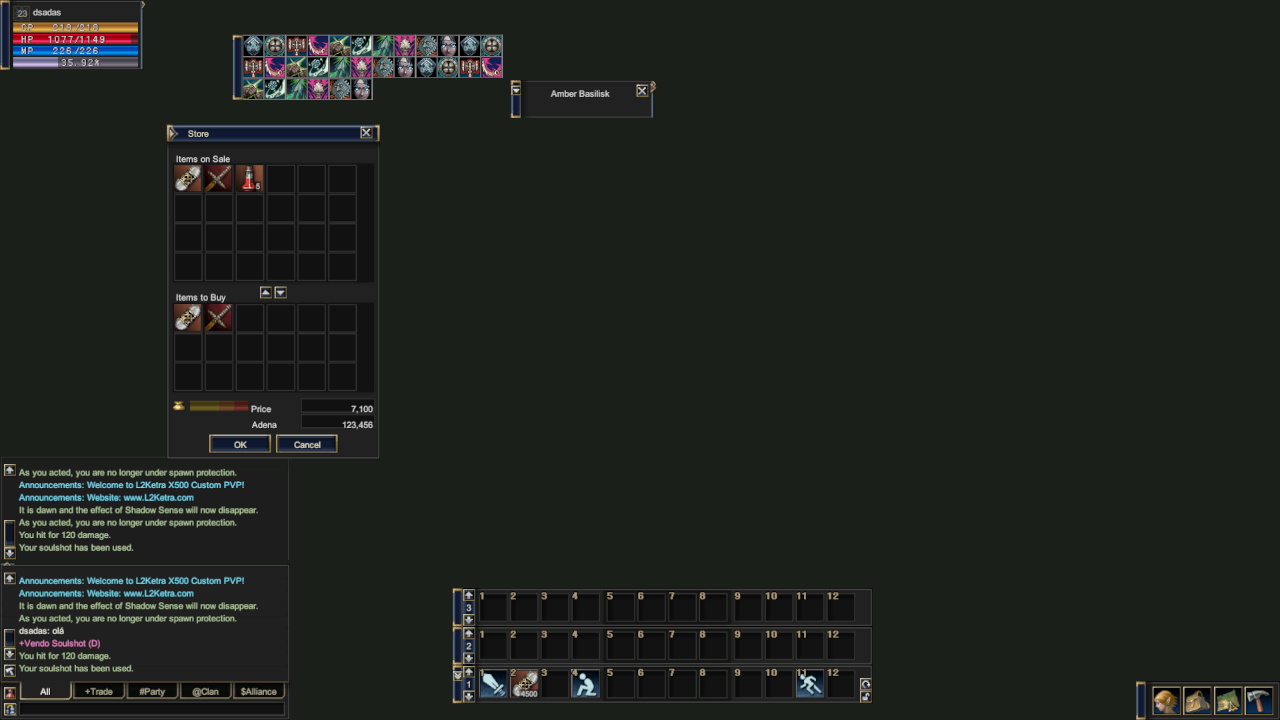 23 dsadas
CP 218/218
HP 1077/1149
MP 226/226
35.92%
Amber Basilisk
Store
Items on Sale
5
Items to Buy
Price 7,100
Adena 123,456
OK Cancel
As you acted, you are no longer under spawn protection.
Announcements: Welcome to L2Ketra X500 Custom PVP!
Announcements: Website: www.L2Ketra.com
It is dawn and the effect of Shadow Sense will now disappear.
As you acted, you are no longer under spawn protection.
You hit for 120 damage.
Your soulshot has been used.
Announcements: Welcome to L2Ketra X500 Custom PVP!
Announcements: Website: www.L2Ketra.com
It is dawn and the effect of Shadow Sense will now disappear.
As you acted, you are no longer under spawn protection.
dsadas: olá
+Vendo Soulshot (D)
You hit for 120 damage.
Your soulshot has been used.
All +Trade #Party @Clan $Alliance
3 1 2 3 4 5 6 7 8 9 10 11 12
2 1 2 3 4 5 6 7 8 9 10 11 12
1 1 2 3 4 5 6 7 8 9 10 11 12
4500